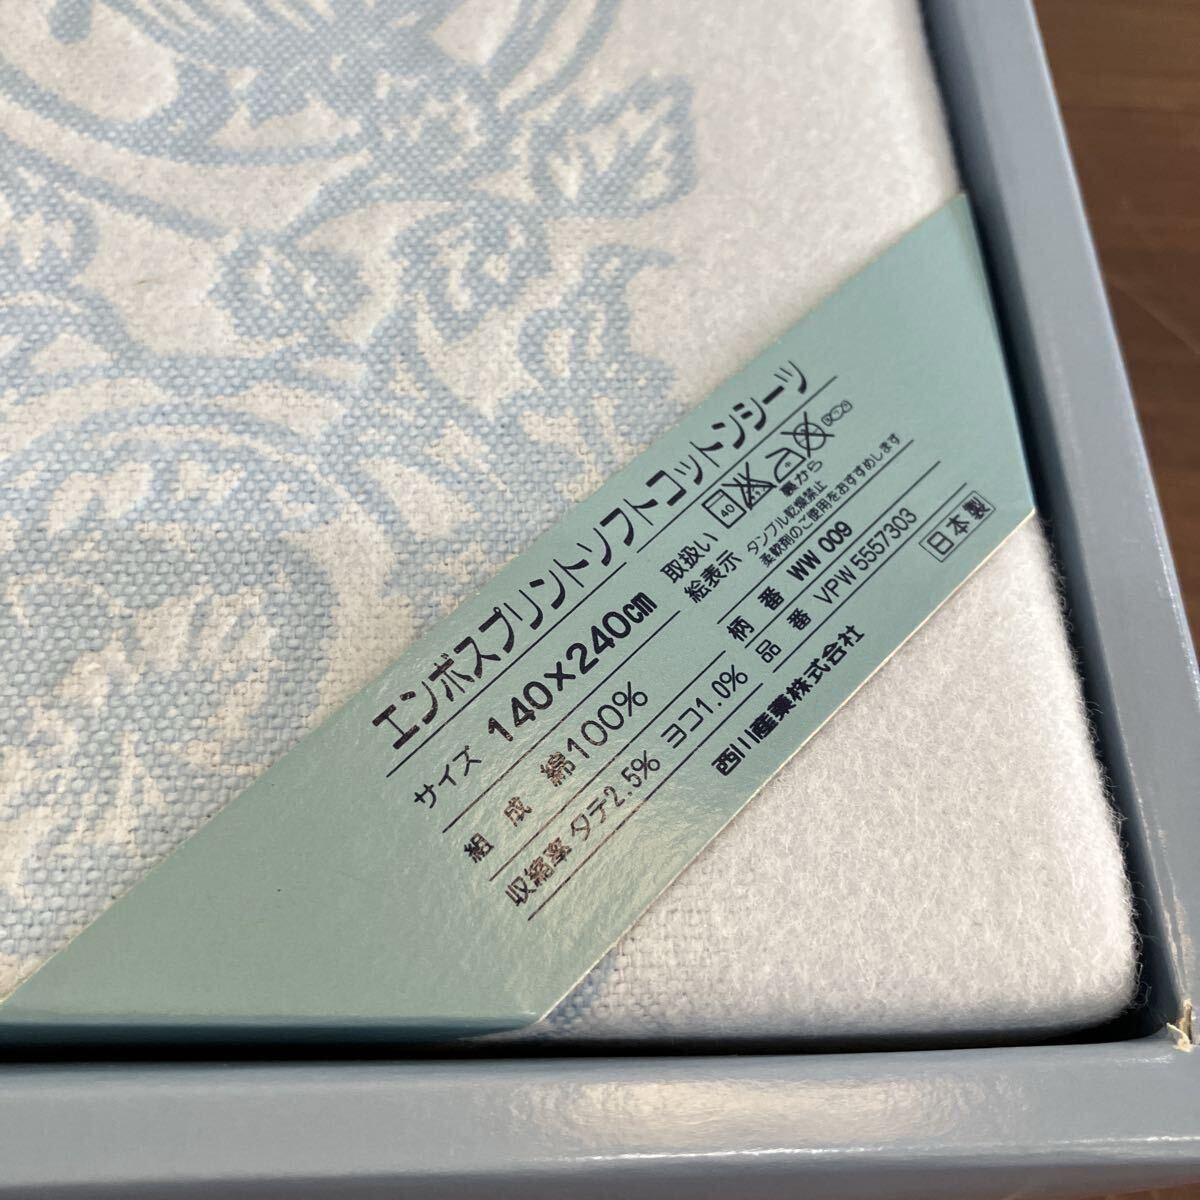 エンボスプリントソフトコットンシーツ
サイズ 140×240㎝
組成 綿100%
収縮率 タテ2.5% ヨコ1.0%
取扱い絵表示
40
裏から
タンブル乾燥禁止
柔軟剤のご使用をおすすめします
柄番 WW 009
品番 VPW 5557303
西川産業株式会社
日本製